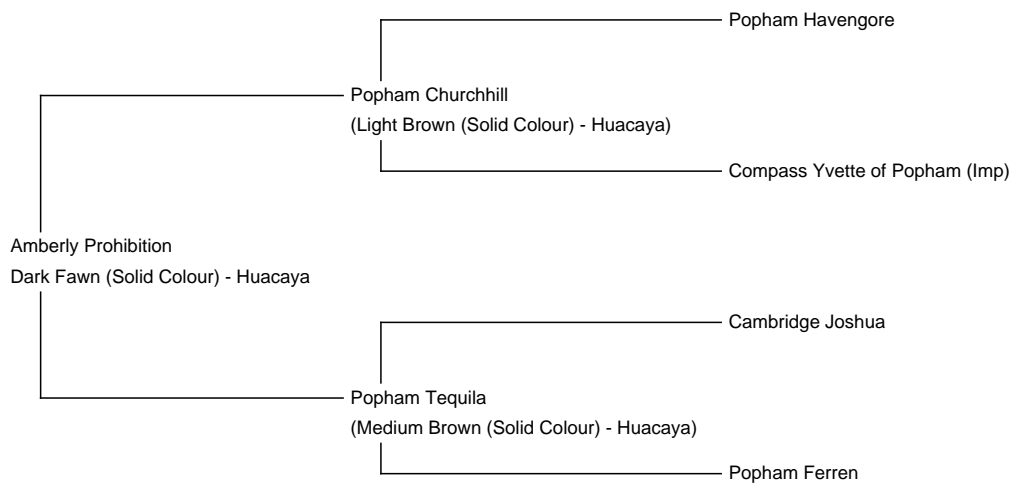 Popham Havengore
Popham Churchhill
(Light Brown (Solid Colour) - Huacaya)
Compass Yvette of Popham (Imp)
Amberly Prohibition
Dark Fawn (Solid Colour) - Huacaya
Cambridge Joshua
Popham Tequila
(Medium Brown (Solid Colour) - Huacaya)
Popham Ferren